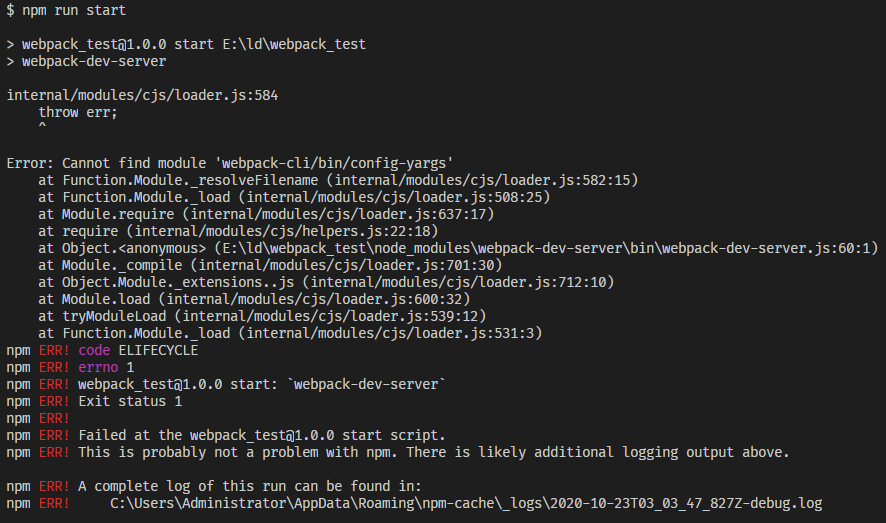 $ npm run start
> webpack_test@1.0.0 start E:\ld\webpack_test
> webpack-dev-server
internal/modules/cjs/loader.js:584
    throw err;
    ^
Error: Cannot find module 'webpack-cli/bin/config-yargs'
    at Function.Module._resolveFilename (internal/modules/cjs/loader.js:582:15)
    at Function.Module._load (internal/modules/cjs/loader.js:508:25)
    at Module.require (internal/modules/cjs/loader.js:637:17)
    at require (internal/modules/cjs/helpers.js:22:18)
    at Object.<anonymous> (E:\ld\webpack_test\node_modules\webpack-dev-server\bin\webpack-dev-server.js:60:1)
    at Module._compile (internal/modules/cjs/loader.js:701:30)
    at Object.Module._extensions..js (internal/modules/cjs/loader.js:712:10)
    at Module.load (internal/modules/cjs/loader.js:600:32)
    at tryModuleLoad (internal/modules/cjs/loader.js:539:12)
    at Function.Module._load (internal/modules/cjs/loader.js:531:3)
npm ERR! code ELIFECYCLE
npm ERR! errno 1
npm ERR! webpack_test@1.0.0 start: `webpack-dev-server`
npm ERR! Exit status 1
npm ERR!
npm ERR! Failed at the webpack_test@1.0.0 start script.
npm ERR! This is probably not a problem with npm. There is likely additional logging output above.
npm ERR! A complete log of this run can be found in:
npm ERR!     C:\Users\Administrator\AppData\Roaming\npm-cache\_logs\2020-10-23T03_03_47_827Z-debug.log